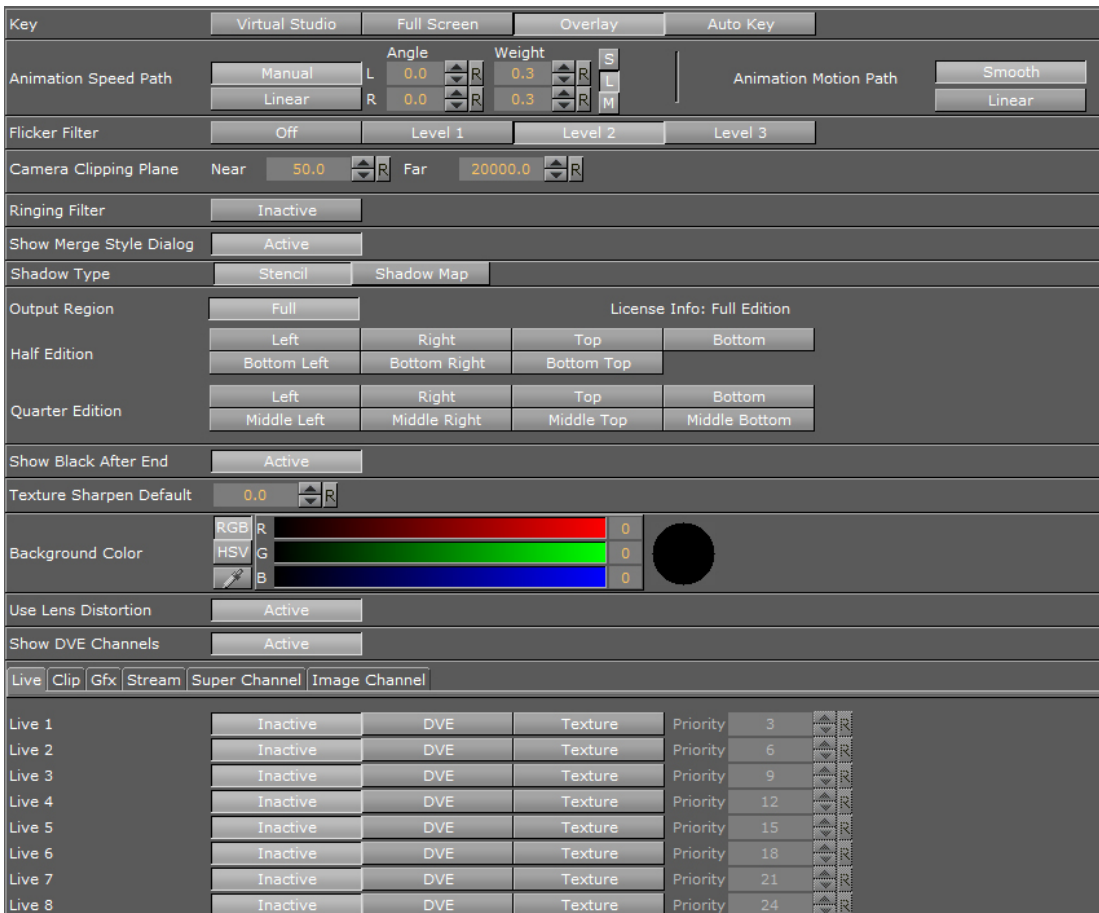 Key Virtual Studio Full Screen Overlay Auto Key
Angle Weight
Animation Speed Path Manual L 0.0 R 0.3 R S Animation Motion Path Smooth
Linear R 0.0 R 0.3 R L M Linear
Flicker Filter Off Level 1 Level 2 Level 3
Camera Clipping Plane Near 50.0 R Far 20000.0 R
Ringing Filter Inactive
Show Merge Style Dialog Active
Shadow Type Stencil Shadow Map
Output Region Full License Info: Full Edition
Half Edition Left Right Top Bottom
Bottom Left Bottom Right Bottom Top
Quarter Edition Left Right Top Bottom
Middle Left Middle Right Middle Top Middle Bottom
Show Black After End Active
Texture Sharpen Default 0.0 R
Background Color RGB R 0
HSV G 0
B 0
Use Lens Distortion Active
Show DVE Channels Active
Live Clip Gfx Stream Super Channel Image Channel
Live 1 Inactive DVE Texture Priority 3 R
Live 2 Inactive DVE Texture Priority 6 R
Live 3 Inactive DVE Texture Priority 9 R
Live 4 Inactive DVE Texture Priority 12 R
Live 5 Inactive DVE Texture Priority 15 R
Live 6 Inactive DVE Texture Priority 18 R
Live 7 Inactive DVE Texture Priority 21 R
Live 8 Inactive DVE Texture Priority 24 R